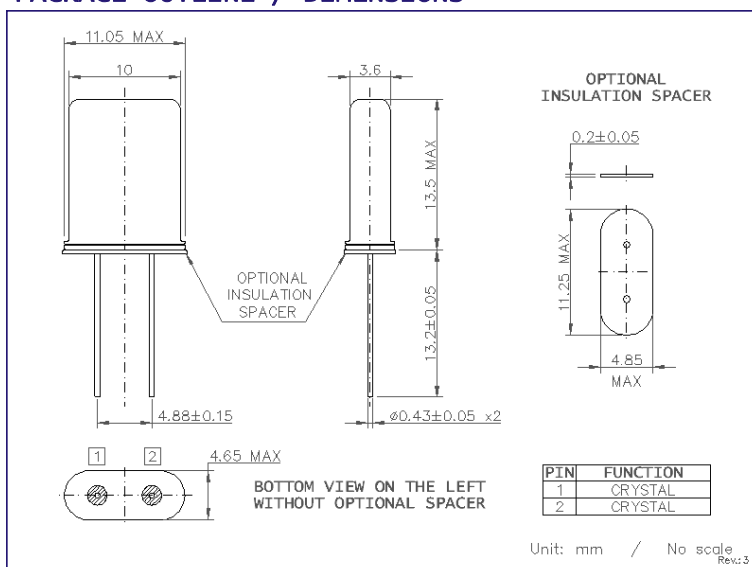 PACKAGE OUTLINE / DIMENSIONS
11.05 MAX
10
3.6
13.5 MAX
13.2±0.05
OPTIONAL
INSULATION
SPACER
4.88±0.15
ø0.43±0.05 x2
1
2
4.65 MAX
BOTTOM VIEW ON THE LEFT
WITHOUT OPTIONAL SPACER
OPTIONAL
INSULATION SPACER
0.2±0.05
11.25 MAX
4.85
MAX
PIN FUNCTION
1 CRYSTAL
2 CRYSTAL
Unit: mm / No scale
Rev.:3